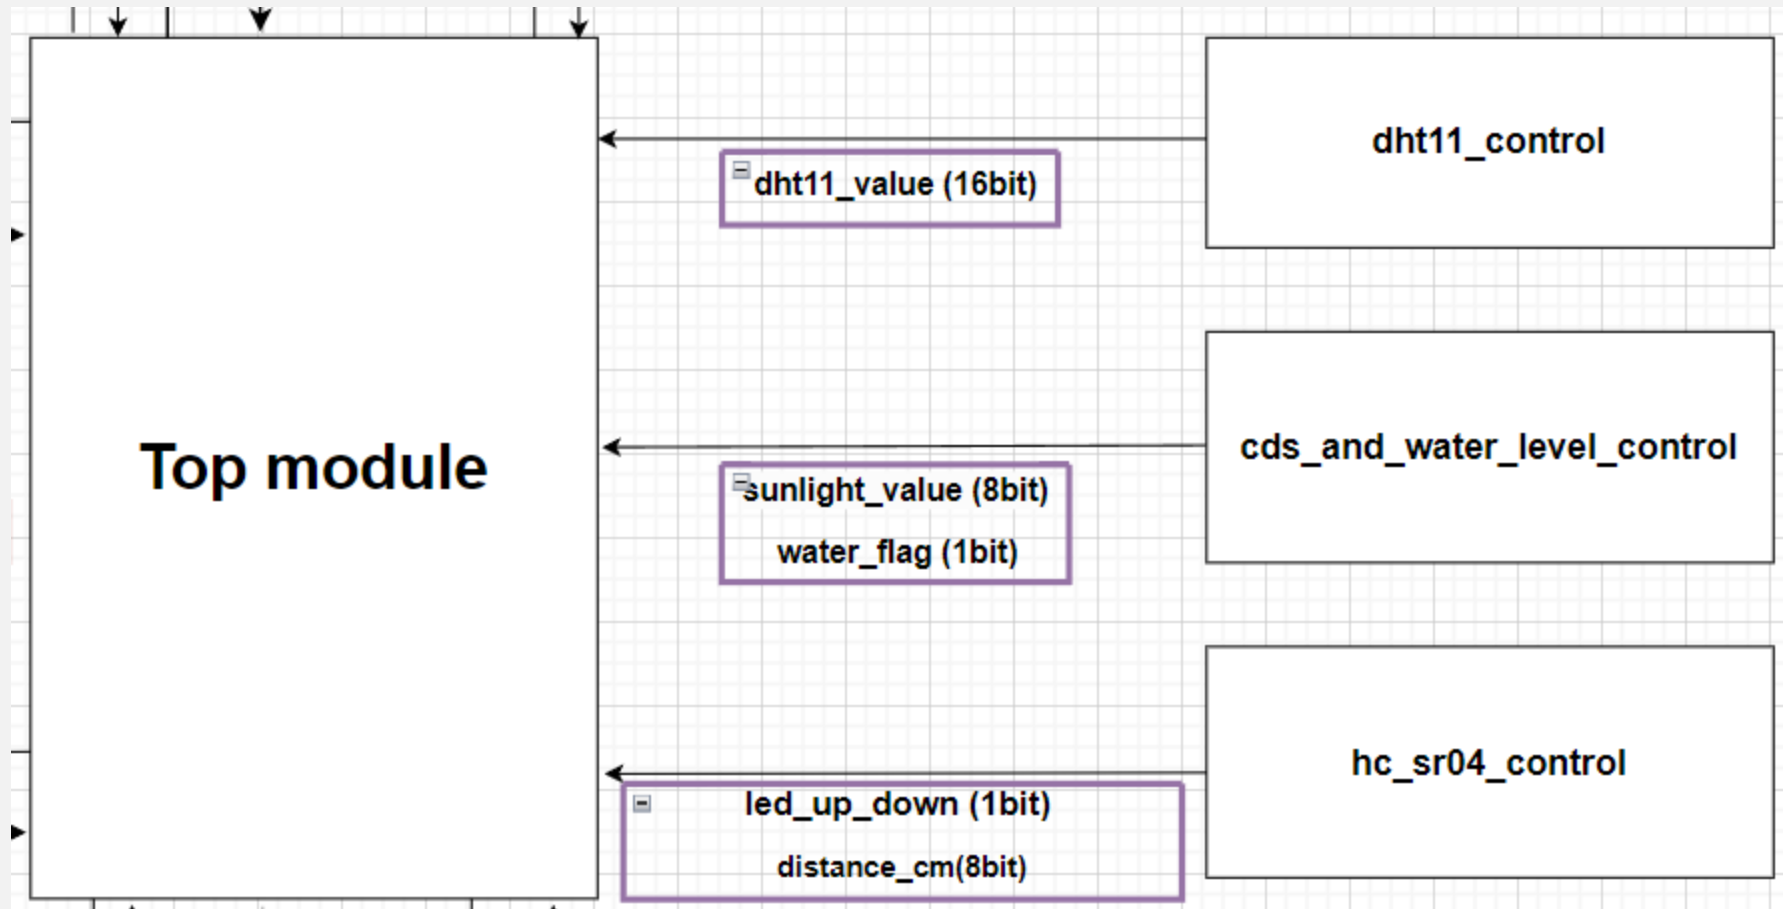 dht11_control
dht11_value (16bit)
Top module
cds_and_water_level_control
sunlight_value (8bit)
water_flag (1bit)
hc_sr04_control
led_up_down (1bit)
distance_cm(8bit)